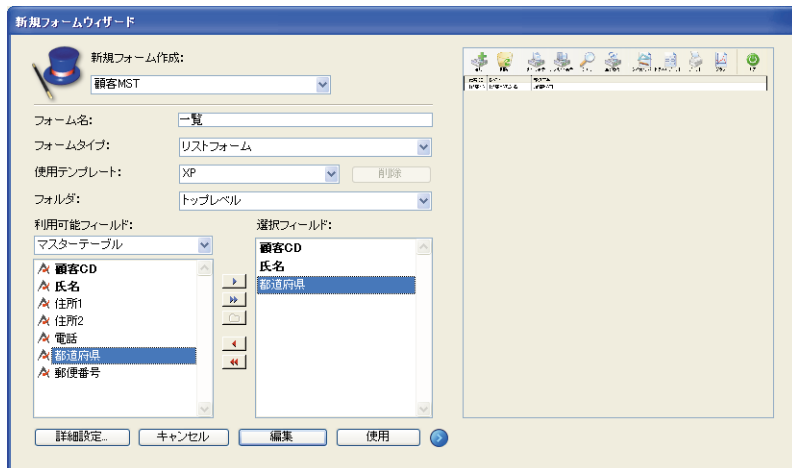 新規フォームウィザード
新規フォーム作成:
顧客MST
フォーム名:
一覧
フォームタイプ:
リストフォーム
使用テンプレート:
XP
削除
フォルダ:
トップレベル
利用可能フィールド:
マスターテーブル
顧客CD
氏名
住所1
住所2
電話
都道府県
郵便番号
選択フィールド:
顧客CD
氏名
都道府県
詳細設定...
キャンセル
編集
使用